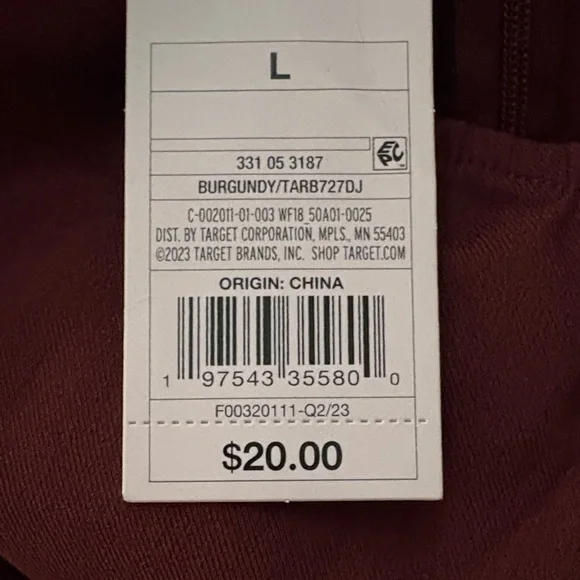 L
EPC
331 05 3187
BURGUNDY/TARB727DJ
C-002011-01-003 WF18_50A01-0025
DIST. BY TARGET CORPORATION, MPLS., MN 55403
©2023 TARGET BRANDS, INC. SHOP TARGET.COM
ORIGIN: CHINA
1 97543 35580 0
F00320111-Q2/23
$20.00